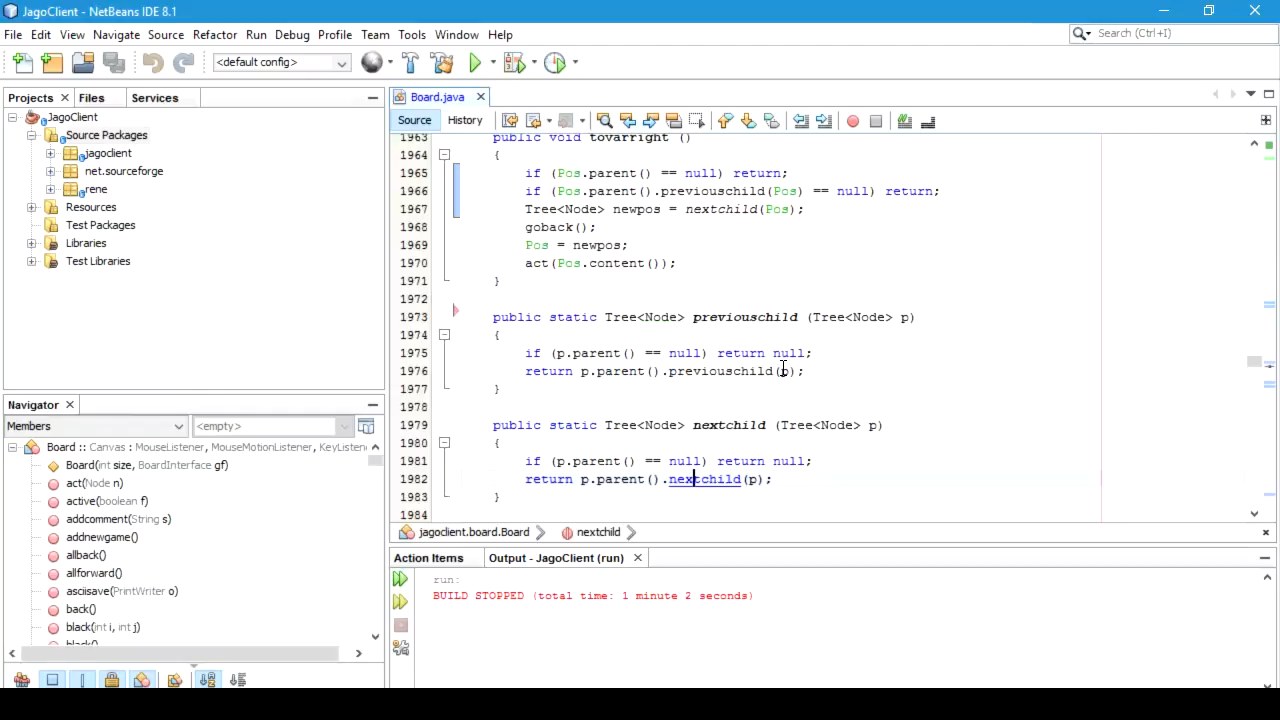 JagoClient - NetBeans IDE 8.1
File Edit View Navigate Source Refactor Run Debug Profile Team Tools Window Help
Search (Ctrl+I)
<default config>
Projects Files Services
JagoClient
Source Packages
jagoclient
net.sourceforge
rene
Resources
Test Packages
Libraries
Test Libraries
Navigator
Members <empty>
Board :: Canvas : MouseListener, MouseMotionListener, KeyListen
Board(int size, BoardInterface gf)
act(Node n)
active(boolean f)
addcomment(String s)
addnewgame()
allback()
allforward()
asciisave(PrintWriter o)
back()
black(int i, int j)
Board.java
Source History
1963 public void tovarright ()
1964 {
1965 if (Pos.parent() == null) return;
1966 if (Pos.parent().previouschild(Pos) == null) return;
1967 Tree<Node> newpos = nextchild(Pos);
1968 goback();
1969 Pos = newpos;
1970 act(Pos.content());
1971 }
1972
1973 public static Tree<Node> previouschild (Tree<Node> p)
1974 {
1975 if (p.parent() == null) return null;
1976 return p.parent().previouschild(p);
1977 }
1978
1979 public static Tree<Node> nextchild (Tree<Node> p)
1980 {
1981 if (p.parent() == null) return null;
1982 return p.parent().nextchild(p);
1983 }
1984
jagoclient.board.Board nextchild
Action Items Output - JagoClient (run)
run:
BUILD STOPPED (total time: 1 minute 2 seconds)